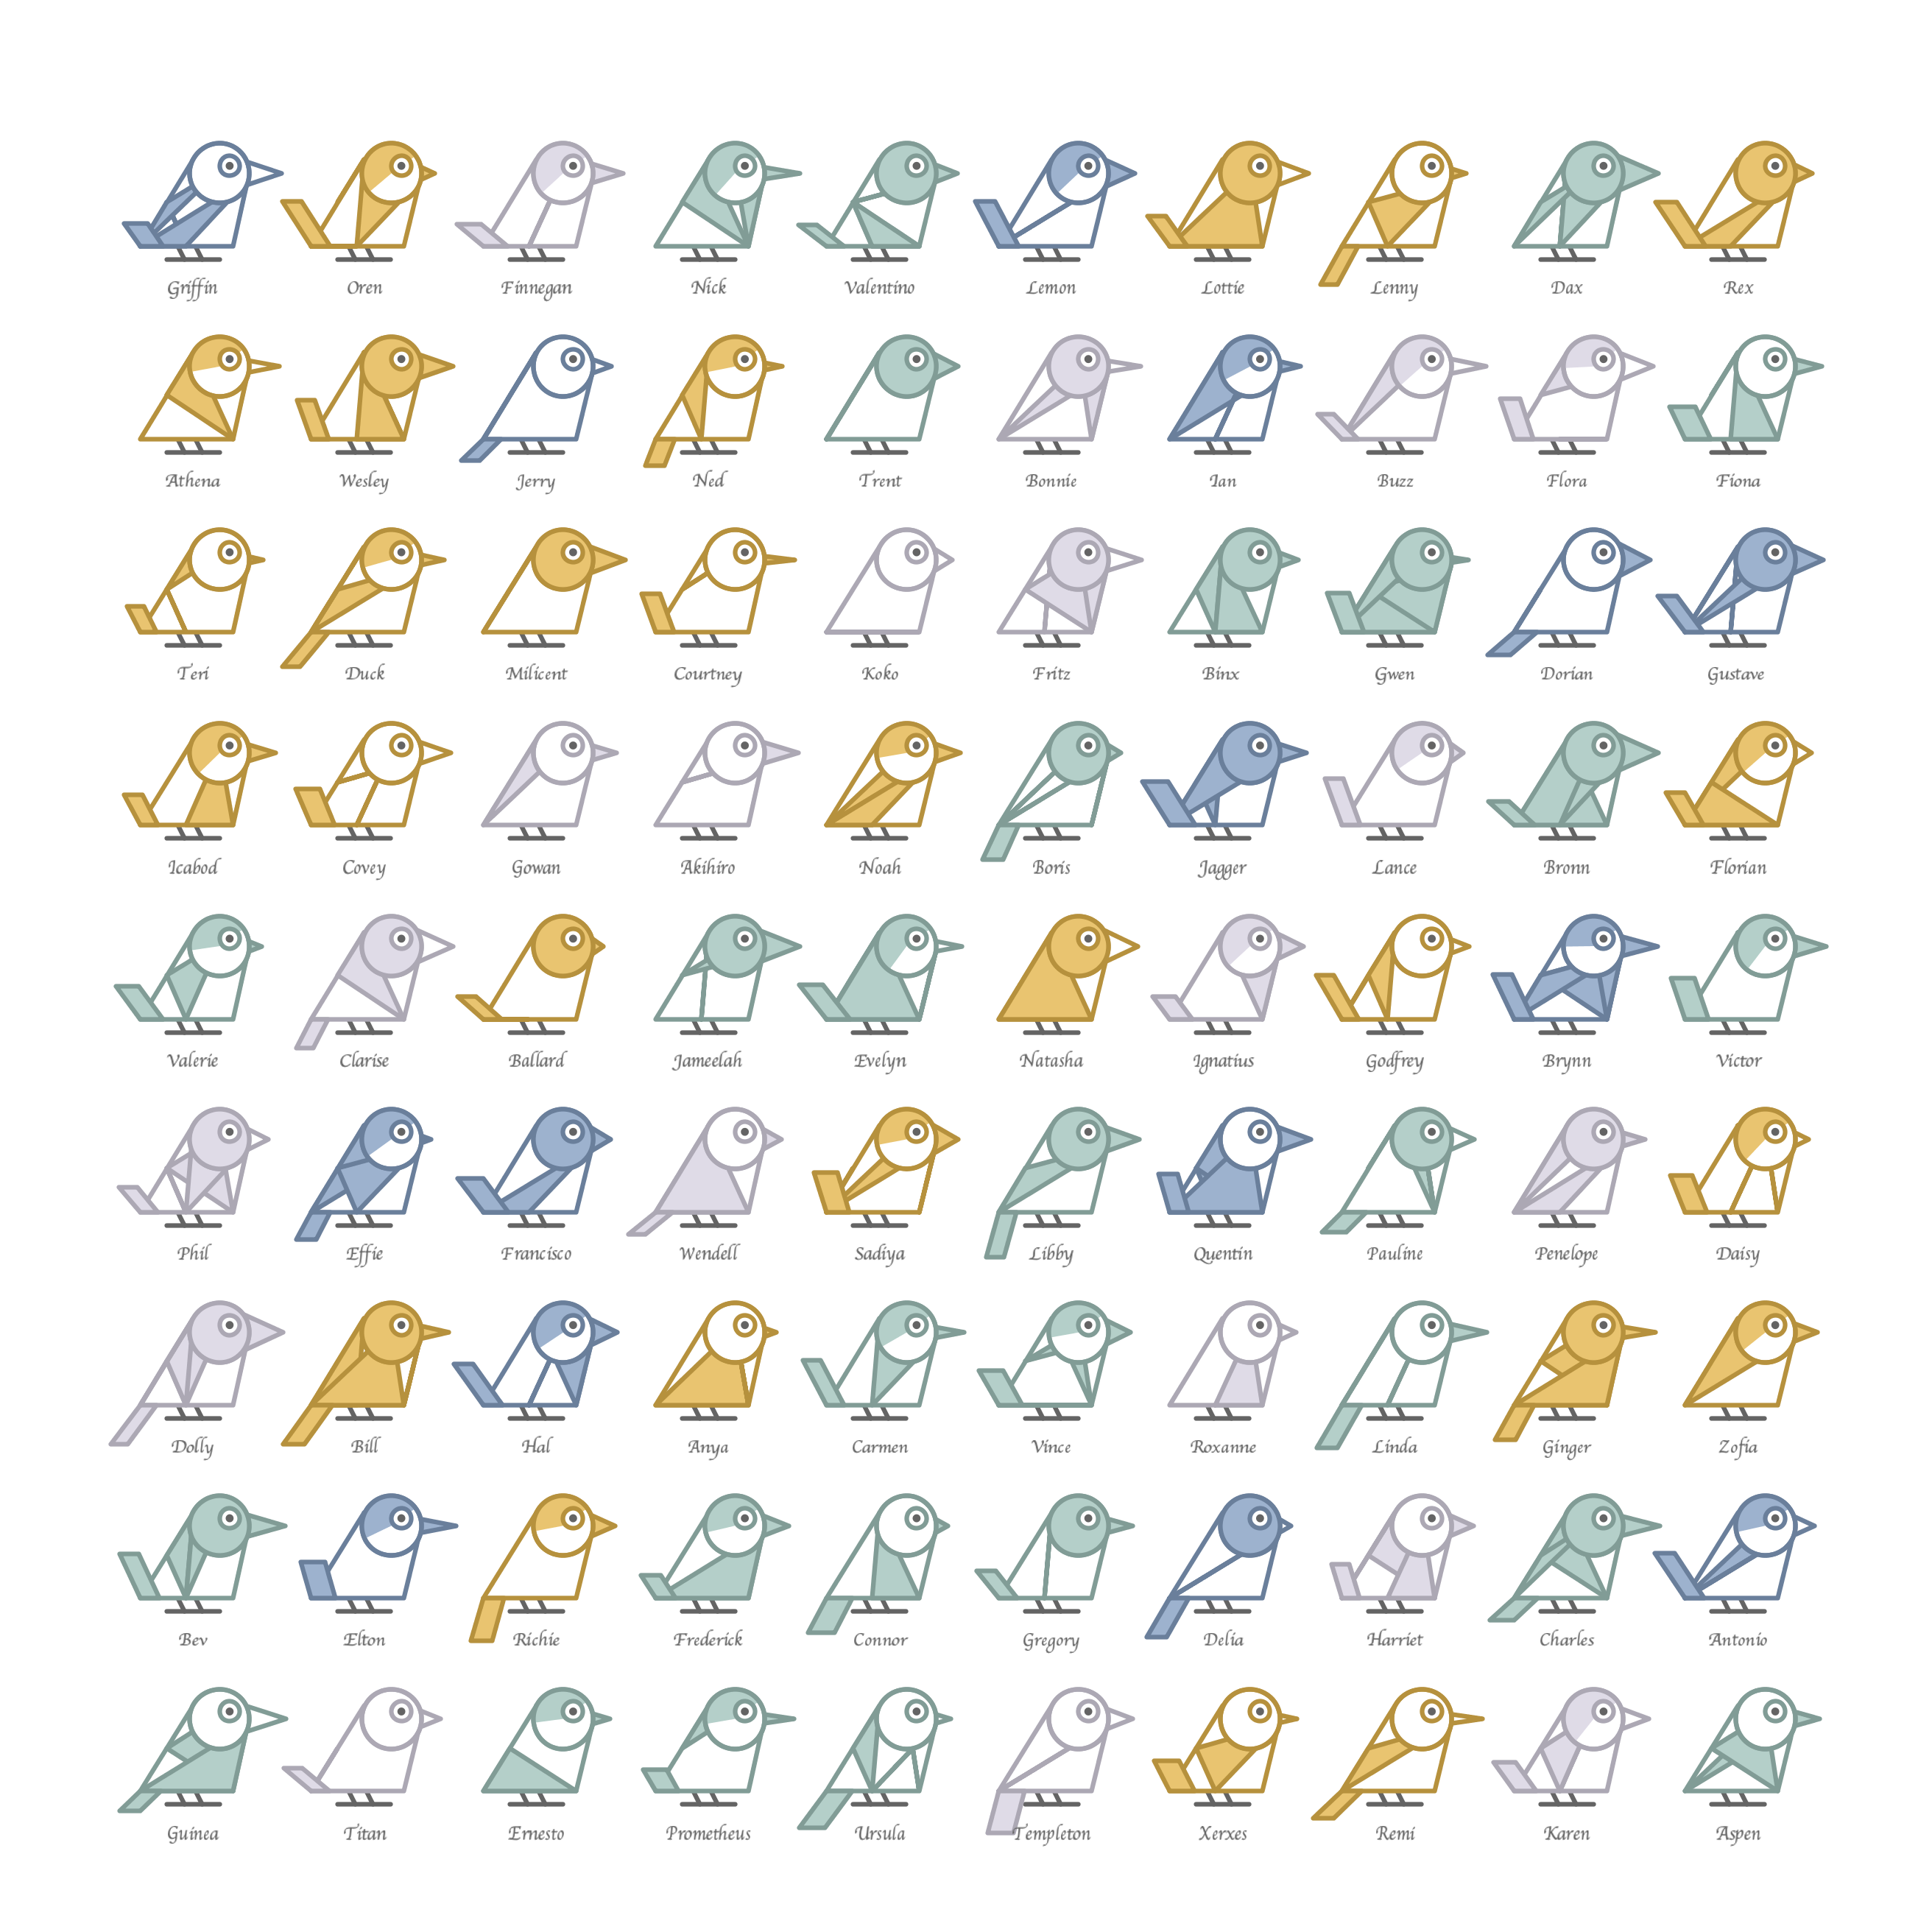 Griffin Oren Finnegan Nick Valentino Lemon Lottie Lenny Dax Rex
Athena Wesley Jerry Ned Trent Bonnie Ian Buzz Flora Fiona
Teri Duck Milicent Courtney Koko Fritz Binx Gwen Dorian Gustave
Icabod Covey Gowan Akihiro Noah Boris Jagger Lance Bronn Florian
Valerie Clarise Ballard Jameelah Evelyn Natasha Ignatius Godfrey Brynn Victor
Phil Effie Francisco Wendell Sadiya Libby Quentin Pauline Penelope Daisy
Dolly Bill Hal Anya Carmen Vince Roxanne Linda Ginger Zofia
Bev Elton Richie Frederick Connor Gregory Delia Harriet Charles Antonio
Guinea Titan Ernesto Prometheus Ursula Templeton Xerxes Remi Karen Aspen